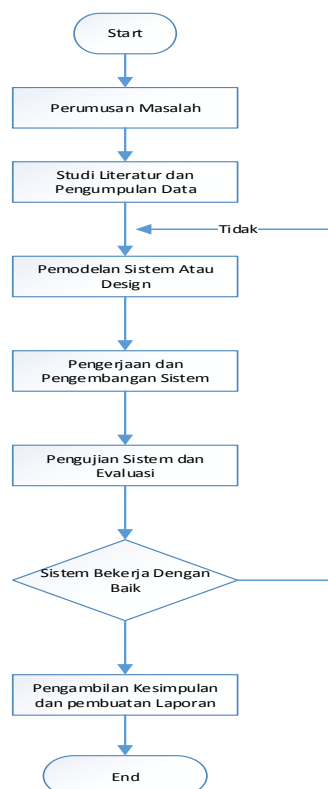 Start
Perumusan Masalah
Studi Literatur dan
Pengumpulan Data
Tidak
Pemodelan Sistem Atau
Design
Pengerjaan dan
Pengembangan Sistem
Pengujian Sistem dan
Evaluasi
Sistem Bekerja Dengan
Baik
Pengambilan Kesimpulan
dan pembuatan Laporan
End